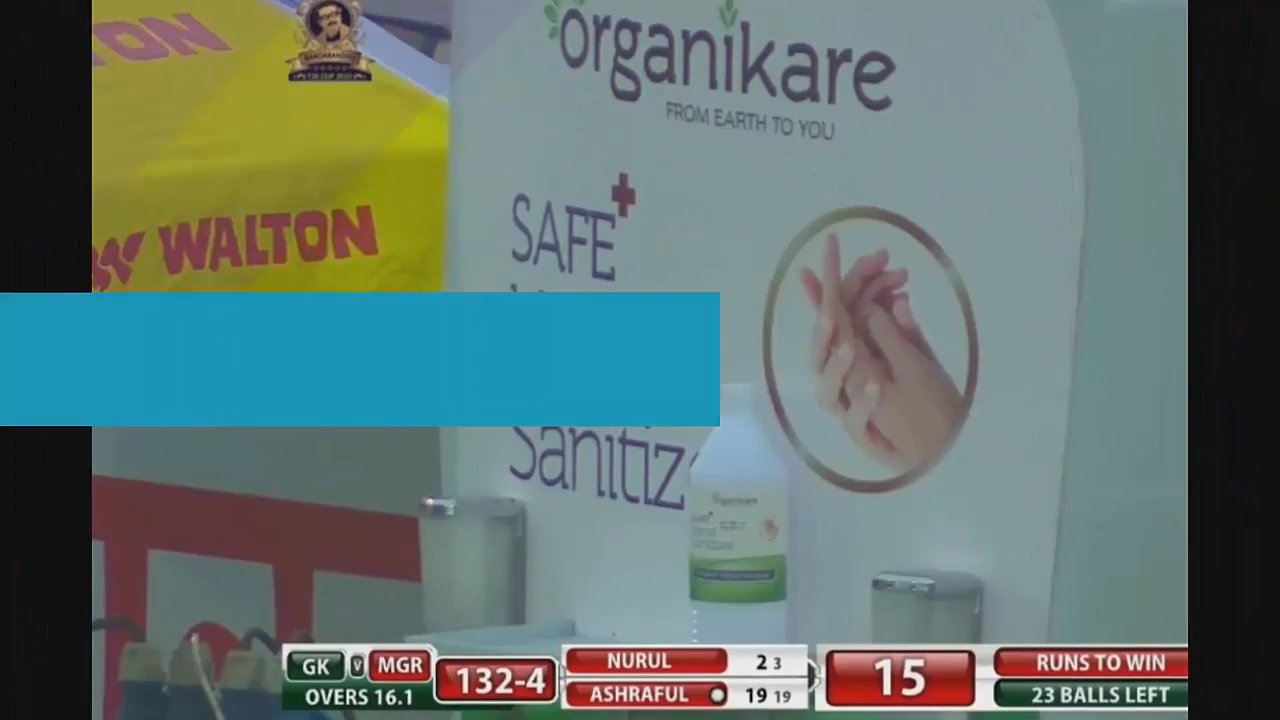 TON
WALTON
organikare
FROM EARTH TO YOU
SAFE
Sanitiz
GK V MGR
OVERS 16.1
132-4
NURUL 2 3
ASHRAFUL 19 19
15
RUNS TO WIN
23 BALLS LEFT